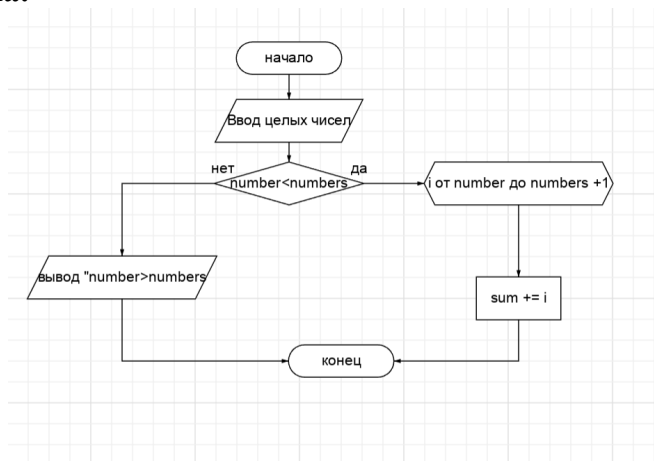 начало
Ввод целых чисел
нет
да
number<numbers
i от number до numbers +1
вывод "number>numbers
sum += i
конец